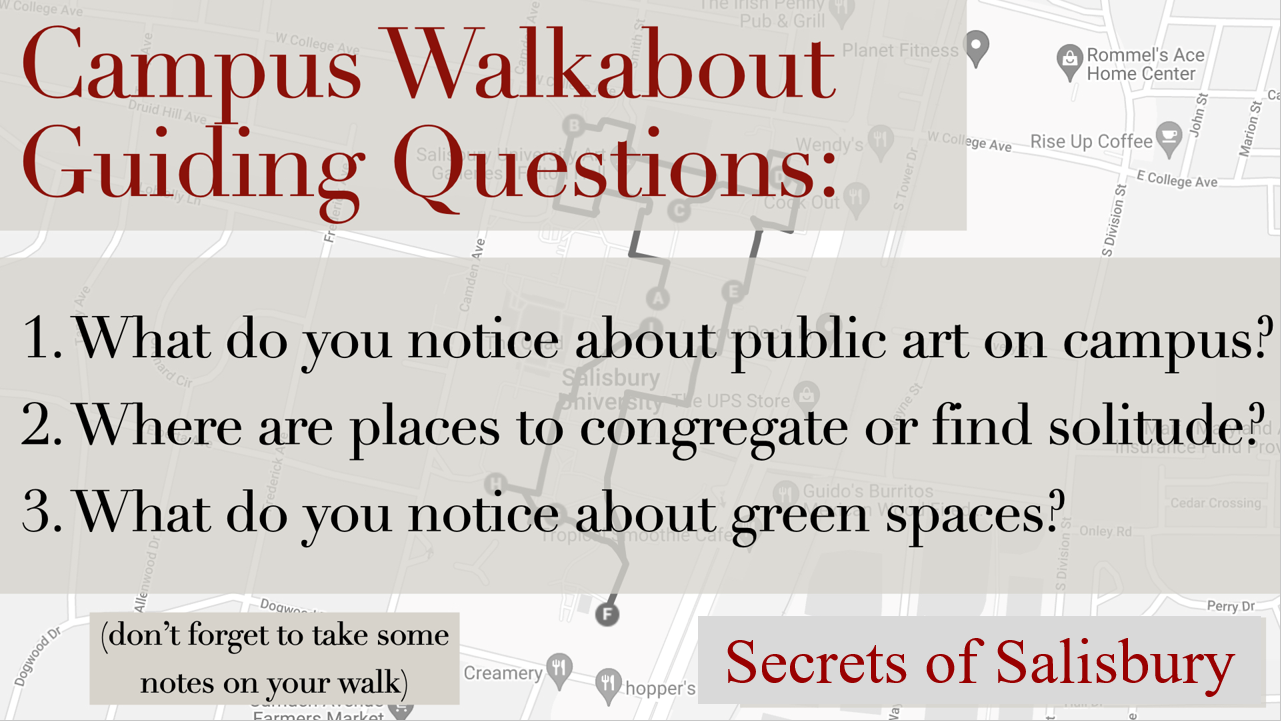 Campus Walkabout
Guiding Questions:
1. What do you notice about public art on campus?
2. Where are places to congregate or find solitude?
3. What do you notice about green spaces?
(don't forget to take some
notes on your walk)
Secrets of Salisbury
The Irish Penny
Pub & Grill
Planet Fitness
Rommel's Ace
Home Center
Rise Up Coffee
Wendy's
Cook Out
W College Ave
W College Ave
E College Ave
John St
Marion St
S Division St
S Tower Dr
Smith St
Druid Hill Ave
Camden Ave
B
C
A
E
Salisbury
University
The UPS Store
H
Guido's Burritos
Tropical Smoothie Cafe
Cedar Crossing
Onley Rd
S Division St
Allenwood Dr
Dogwood Dr
F
Perry Dr
Creamery
hopper's
Farmers Market